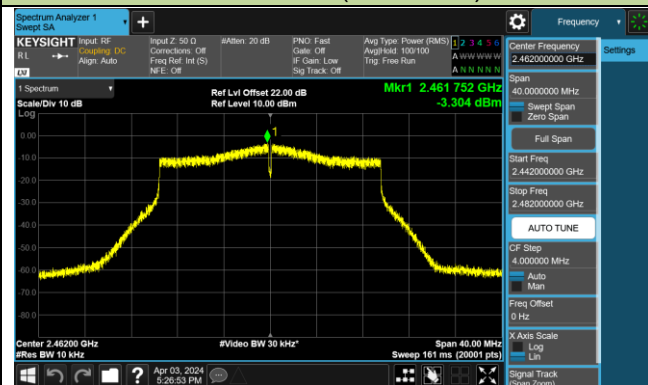 Spectrum Analyzer 1
Swept SA
Frequency
KEYSIGHT
RL
LXI
Input: RF
Coupling: DC
Align: Auto
Input Z: 50 Ω
Corrections: Off
Freq Ref: Int (S)
NFE: Off
#Atten: 20 dB
PNO: Fast
Gate: Off
IF Gain: Low
Sig Track: Off
Avg Type: Power (RMS)
Avg|Hold: 100/100
Trig: Free Run
1 2 3 4 5 6
A W W W W W
A N N N N N
1 Spectrum
Scale/Div 10 dB
Log
Ref Lvl Offset 22.00 dB
Ref Level 10.00 dBm
Mkr1 2.461 752 GHz
-3.304 dBm
1
0.00
-10.0
-20.0
-30.0
-40.0
-50.0
-60.0
-70.0
-80.0
Center 2.46200 GHz
#Res BW 10 kHz
#Video BW 30 kHz*
Span 40.00 MHz
Sweep 161 ms (20001 pts)
Apr 03, 2024
5:26:53 PM
Center Frequency
2.462000000 GHz
Settings
Span
40.0000000 MHz
Swept Span
Zero Span
Full Span
Start Freq
2.442000000 GHz
Stop Freq
2.482000000 GHz
AUTO TUNE
CF Step
4.000000 MHz
Auto
Man
Freq Offset
0 Hz
X Axis Scale
Log
Lin
Signal Track
(Span Zoom)